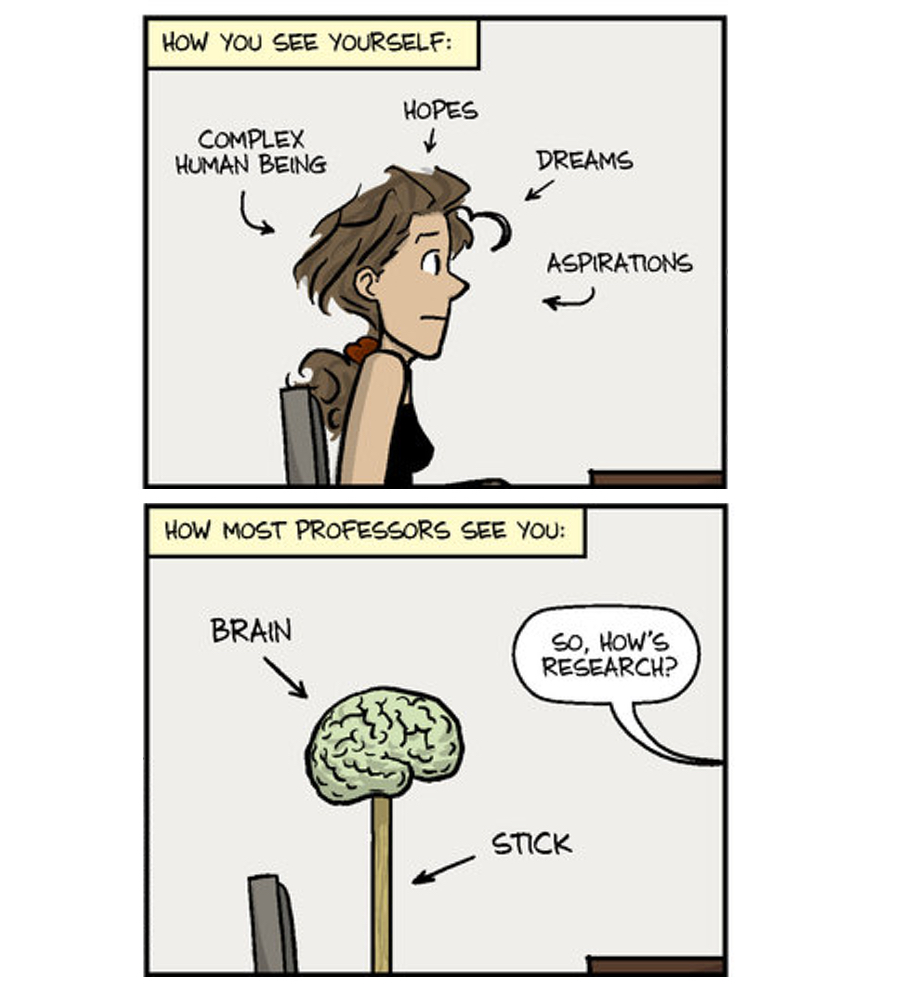 HOW YOU SEE YOURSELF:
HOPES
COMPLEX
HUMAN BEING
DREAMS
ASPIRATIONS
HOW MOST PROFESSORS SEE YOU:
BRAIN
SO, HOW'S
RESEARCH?
STICK